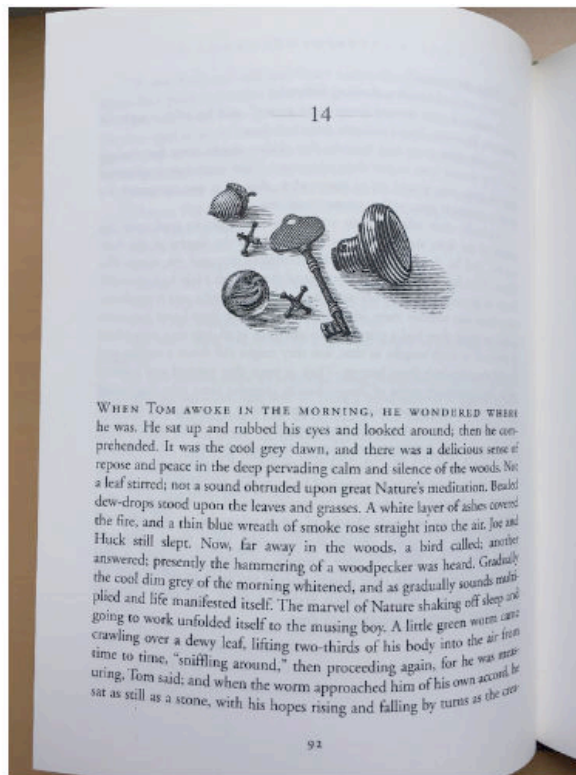 14
WHEN TOM AWOKE IN THE MORNING, HE WONDERED WHERE
he was. He sat up and rubbed his eyes and looked around; then he com-
prehended. It was the cool grey dawn, and there was a delicious sense of
repose and peace in the deep pervading calm and silence of the woods. Not
a leaf stirred; not a sound obtruded upon great Nature's meditation. Beaded
dew-drops stood upon the leaves and grasses. A white layer of ashes covered
the fire, and a thin blue wreath of smoke rose straight into the air. Joe and
Huck still slept. Now, far away in the woods, a bird called; another
answered; presently the hammering of a woodpecker was heard. Gradually
the cool dim grey of the morning whitened, and as gradually sounds multi-
plied and life manifested itself. The marvel of Nature shaking off sleep and
going to work unfolded itself to the musing boy. A little green worm came
crawling over a dewy leaf, lifting two-thirds of his body into the air from
time to time, “sniffling around,” then proceeding again, for he was meas-
uring, Tom said; and when the worm approached him of his own accord, he
sat as still as a stone, with his hopes rising and falling by turns as the crea-
92